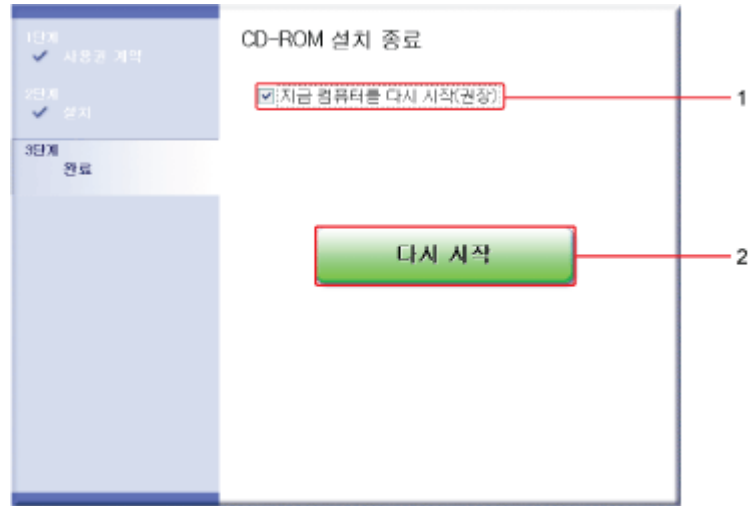 1단계
사용권 계약
2단계
설치
3단계
완료
CD-ROM 설치 종료
지금 컴퓨터를 다시 시작(권장)
1
다시 시작
2